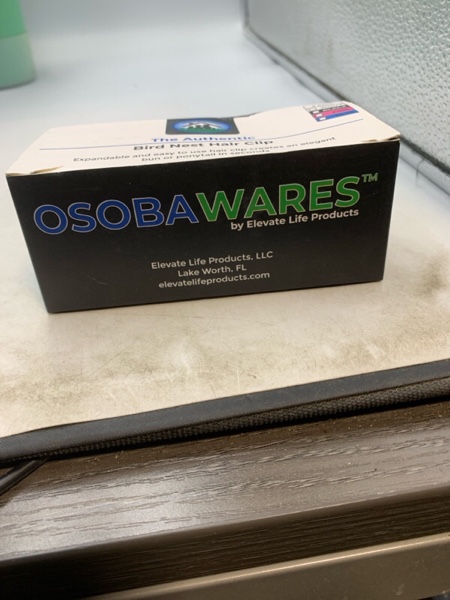 The Authentic
Bird Nest Hair Clip
Expandable and easy to use hair clip creates an elegant
bun or ponytail in seconds
OSOBAWARES™
by Elevate Life Products
Elevate Life Products, LLC
Lake Worth, FL
elevatelifeproducts.com